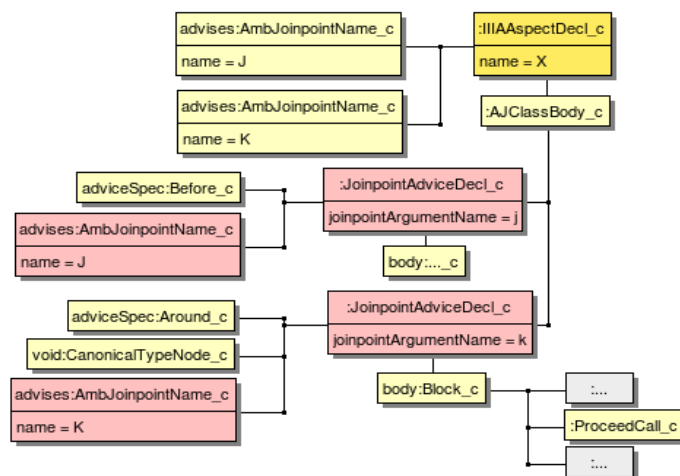 advises:AmbJoinpointName_c
name = J
:IIIAAspectDecl_c
name = X
advises:AmbJoinpointName_c
name = K
:AJClassBody_c
adviceSpec:Before_c
:JoinpointAdviceDecl_c
joinpointArgumentName = j
advises:AmbJoinpointName_c
name = J
body:..._c
adviceSpec:Around_c
:JoinpointAdviceDecl_c
joinpointArgumentName = k
void:CanonicalTypeNode_c
advises:AmbJoinpointName_c
name = K
body:Block_c
:...
:ProceedCall_c
:...